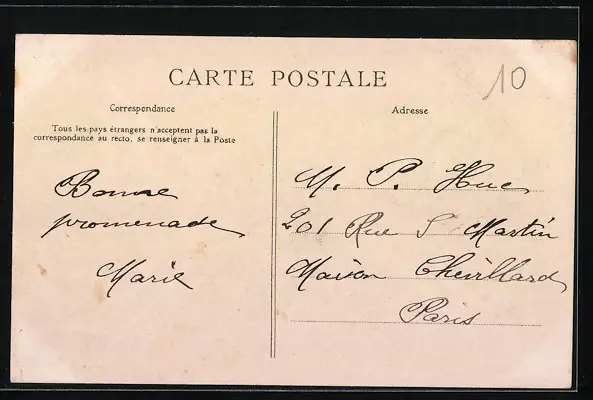 CARTE POSTALE
10
Correspondance
Adresse
Tous les pays étrangers n'acceptent pas la
correspondance au recto, se renseigner à la Poste
Bonne
promenade
Marie
M. P. Hue
201 Rue St Martin
Maison Chevillard
Paris